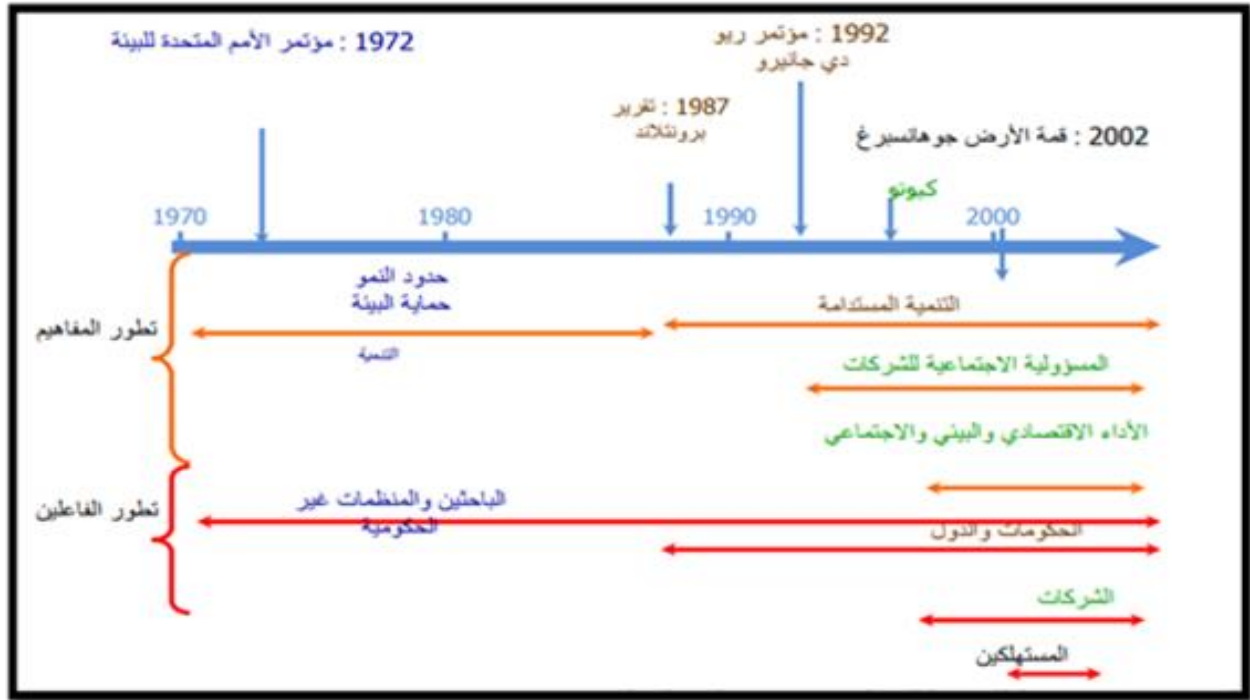 1972 : مؤتمر الأمم المتحدة للبيئة
1992 : مؤتمر ريو
دي جانيرو
1987 : تقرير
برونتلاند
2002 : قمة الأرض جوهانسبرغ
كيوتو
1970
1980
1990
2000
حدود النمو
حماية البيئة
التنمية
التنمية المستدامة
تطور المفاهيم
المسؤولية الاجتماعية للشركات
الأداء الاقتصادي والبيئي والاجتماعي
تطور الفاعلين
الباحثين والمنظمات غير
الحكومية
الحكومات والدول
الشركات
المستهلكين